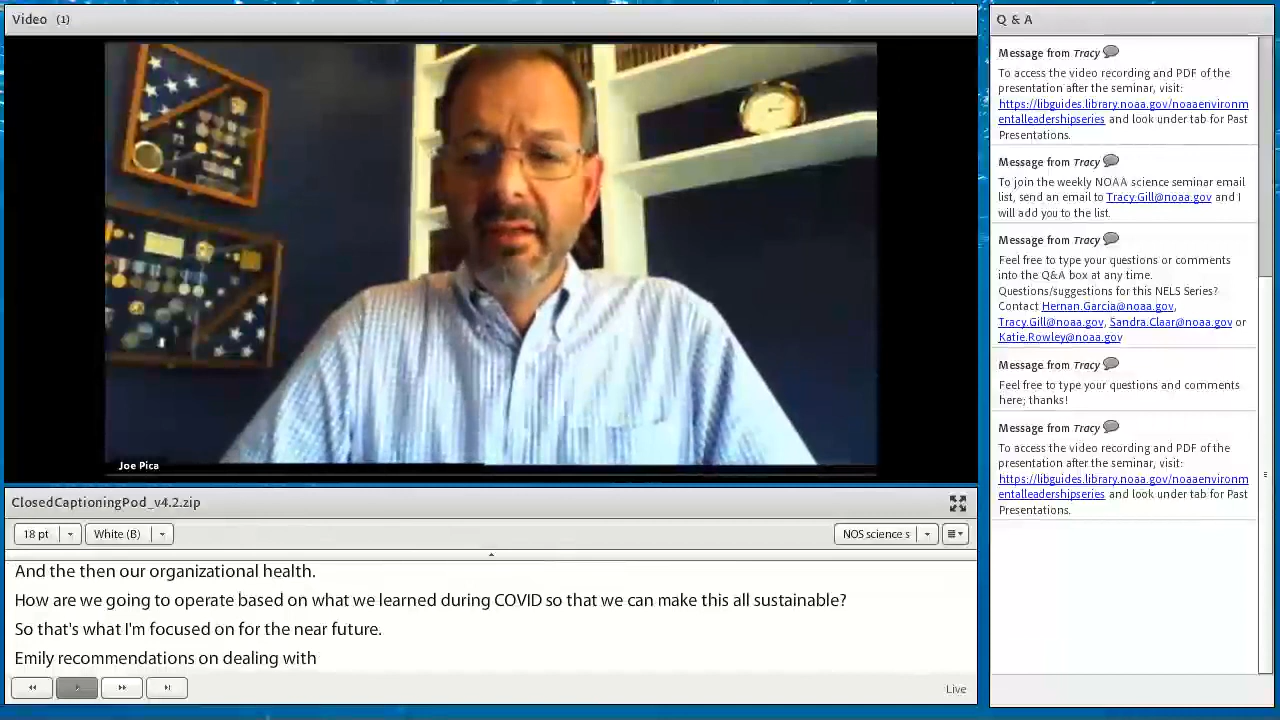 Video (1)
Joe Pica
ClosedCaptioningPod_v4.2.zip
18 pt
White (B)
NOS science s
And the then our organizational health.
How are we going to operate based on what we learned during COVID so that we can make this all sustainable?
So that's what I'm focused on for the near future.
Emily recommendations on dealing with
Live
Q & A
Message from Tracy
To access the video recording and PDF of the
presentation after the seminar, visit:
https://libguides.library.noaa.gov/noaaenvironm
entalleadershipseries and look under tab for Past
Presentations.
Message from Tracy
To join the weekly NOAA science seminar email
list, send an email to Tracy.Gill@noaa.gov and I
will add you to the list.
Message from Tracy
Feel free to type your questions or comments
into the Q&A box at any time.
Questions/suggestions for this NELS Series?
Contact Hernan.Garcia@noaa.gov,
Tracy.Gill@noaa.gov, Sandra.Claar@noaa.gov or
Katie.Rowley@noaa.gov
Message from Tracy
Feel free to type your questions and comments
here; thanks!
Message from Tracy
To access the video recording and PDF of the
presentation after the seminar, visit:
https://libguides.library.noaa.gov/noaaenvironm
entalleadershipseries and look under tab for Past
Presentations.